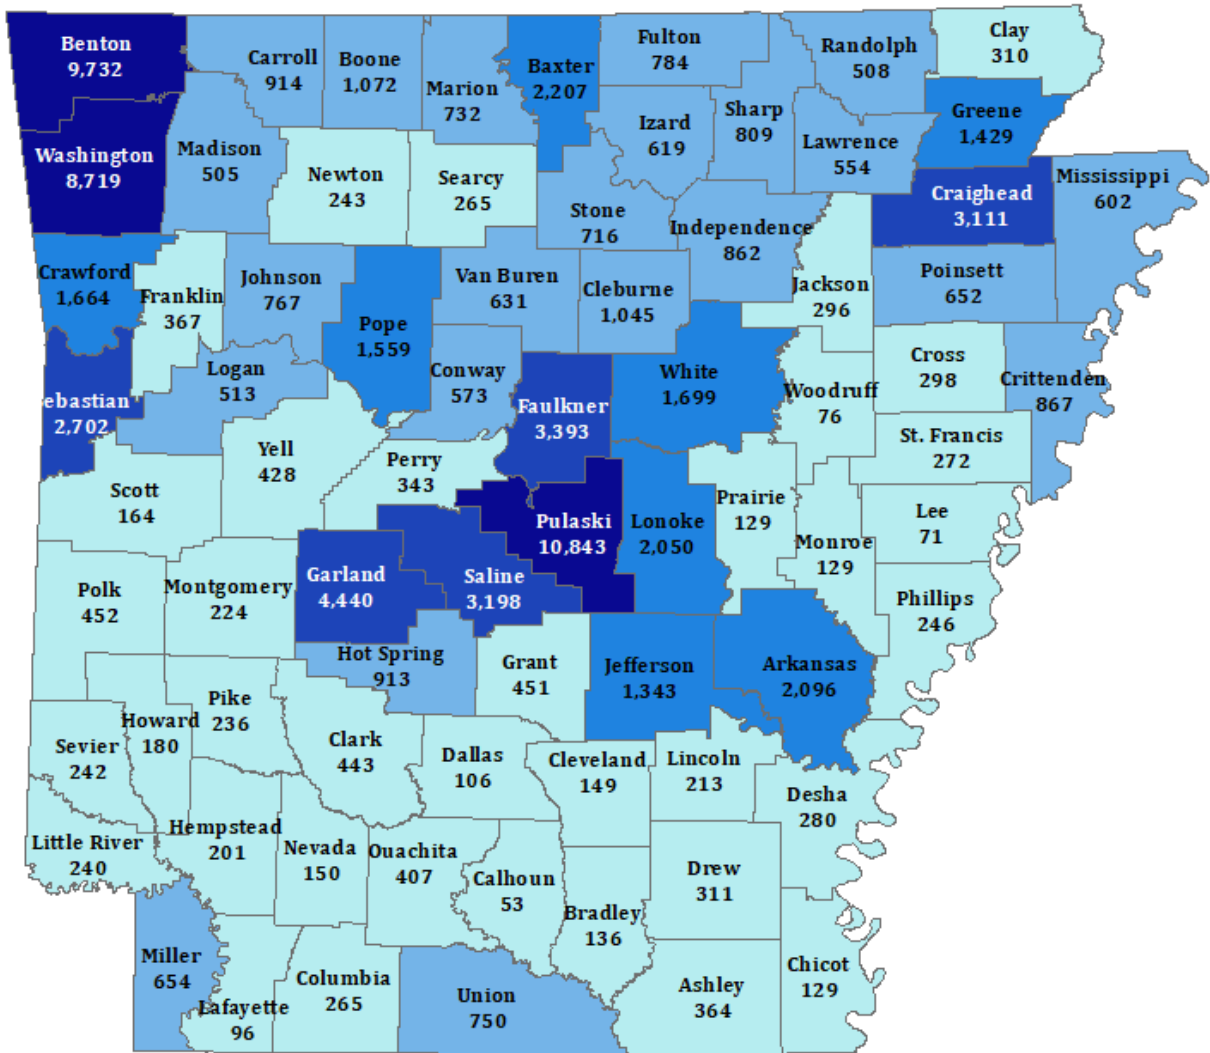 Benton
9,732
Carroll
914
Boone
1,072
Marion
732
Baxter
2,207
Fulton
784
Randolph
508
Clay
310
Greene
1,429
Sharp
809
Izard
619
Lawrence
554
Washington
8,719
Madison
505
Newton
243
Searcy
265
Stone
716
Independence
862
Craighead
3,111
Mississippi
602
Crawford
1,664
Franklin
367
Johnson
767
Pope
1,559
Van Buren
631
Cleburne
1,045
Jackson
296
Poinsett
652
ebastian
2,702
Logan
513
Conway
573
Faulkner
3,393
White
1,699
Woodruff
76
Cross
298
Crittenden
867
St. Francis
272
Scott
164
Yell
428
Perry
343
Pulaski
10,843
Lonoke
2,050
Prairie
129
Monroe
129
Lee
71
Phillips
246
Polk
452
Montgomery
224
Garland
4,440
Saline
3,198
Hot Spring
913
Grant
451
Jefferson
1,343
Arkansas
2,096
Sevier
242
Howard
180
Pike
236
Clark
443
Dallas
106
Cleveland
149
Lincoln
213
Desha
280
Little River
240
Hempstead
201
Nevada
150
Ouachita
407
Calhoun
53
Bradley
136
Drew
311
Miller
654
Lafayette
96
Columbia
265
Union
750
Ashley
364
Chicot
129